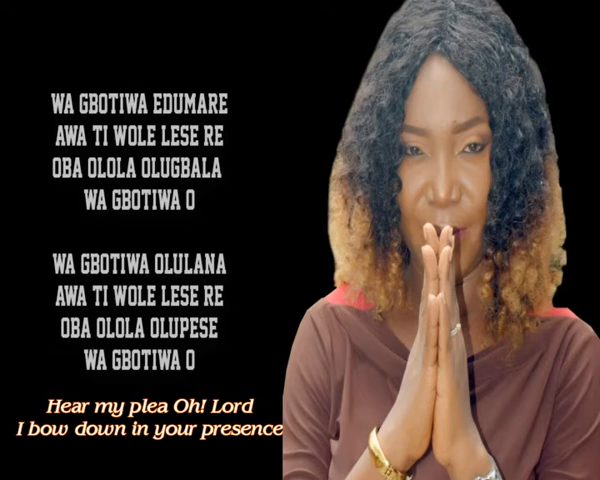 WA GBOTIWA EDUMARE
AWA TI WOLE LESE RE
OBA OLOLA OLUGBALA
WA GBOTIWA O
WA GBOTIWA OLULANA
AWA TI WOLE LESE RE
OBA OLOLA OLUPESE
WA GBOTIWA O
Hear my plea Oh! Lord
I bow down in your presence